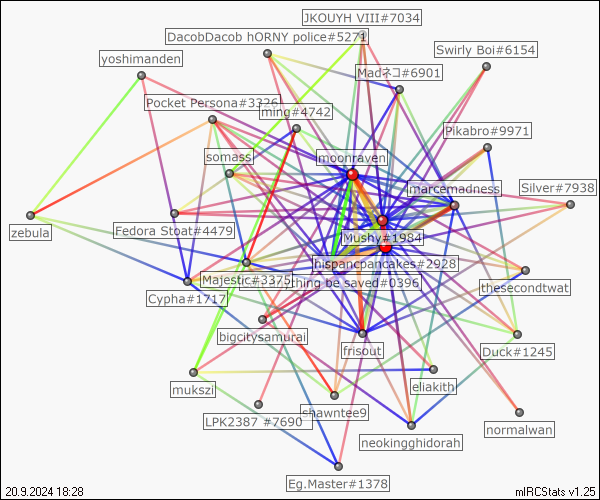 JKOUYH VIII#7034
DacobDacob hORNY police#5271
Swirly Boi#6154
yoshimanden
Madネコ#6901
Pocket Persona#3326
ming#4742
Pikabro#9971
somass
moonraven
marcemadness
Silver#7938
zebula
Fedora Stoat#4479
Mushy#1984
hispancpancakes#2928
Majestic#3375
thing be saved#0396
Cypha#1717
thesecondtwat
bigcitysamurai
frisout
Duck#1245
mukszi
eliakith
LPK2387 #7690
shawntee9
normalwan
neokingghidorah
Eg.Master#1378
20.9.2024 18:28
mIRCStats v1.25